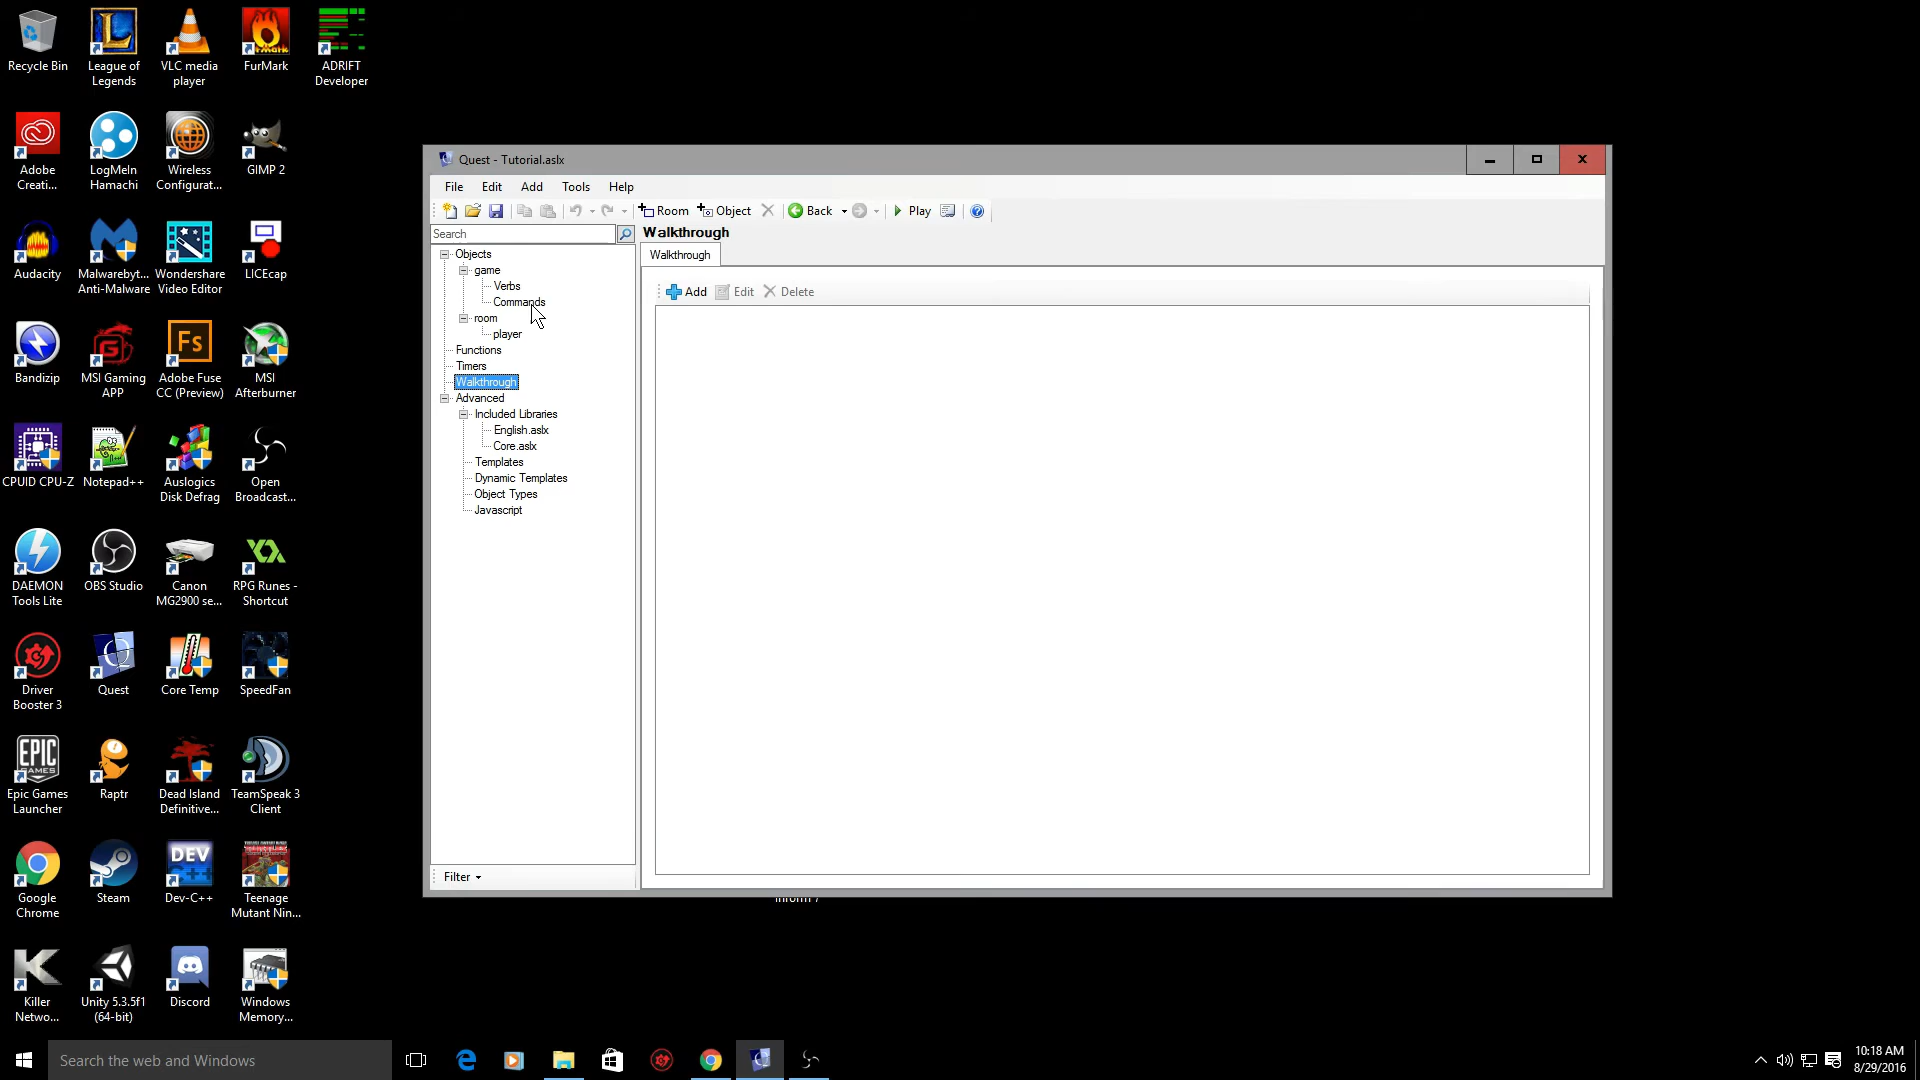 Recycle Bin
League of
Legends
VLC media
player
FurMark
ADRIFT
Developer
Adobe
Creati...
LogMeIn
Hamachi
Wireless
Configurat...
GIMP 2
Audacity
Malwarebyt...
Anti-Malware
Wondershare
Video Editor
LICEcap
Bandizip
MSI Gaming
APP
Fs
Adobe Fuse
CC (Preview)
MSI
Afterburner
CPUID CPU-Z
Notepad++
Auslogics
Disk Defrag
Open
Broadcast...
DAEMON
Tools Lite
OBS Studio
Canon
MG2900 se...
RPG Runes -
Shortcut
Driver
Booster 3
Quest
Core Temp
SpeedFan
EPIC
GAMES
Epic Games
Launcher
Raptr
Dead Island
Definitive...
TeamSpeak 3
Client
Google
Chrome
Steam
DEV
Dev-C++
Teenage
Mutant Nin...
Killer
Netwo...
Unity 5.3.5f1
(64-bit)
Discord
Windows
Memory...
Quest - Tutorial.aslx
File Edit Add Tools Help
Room Object Back Play
Search
Objects
game
Verbs
Commands
room
player
Functions
Timers
Walkthrough
Advanced
Included Libraries
English.aslx
Core.aslx
Templates
Dynamic Templates
Object Types
Javascript
Filter
Walkthrough
Walkthrough
Add Edit Delete
Inform 7
Search the web and Windows
10:18 AM
8/29/2016